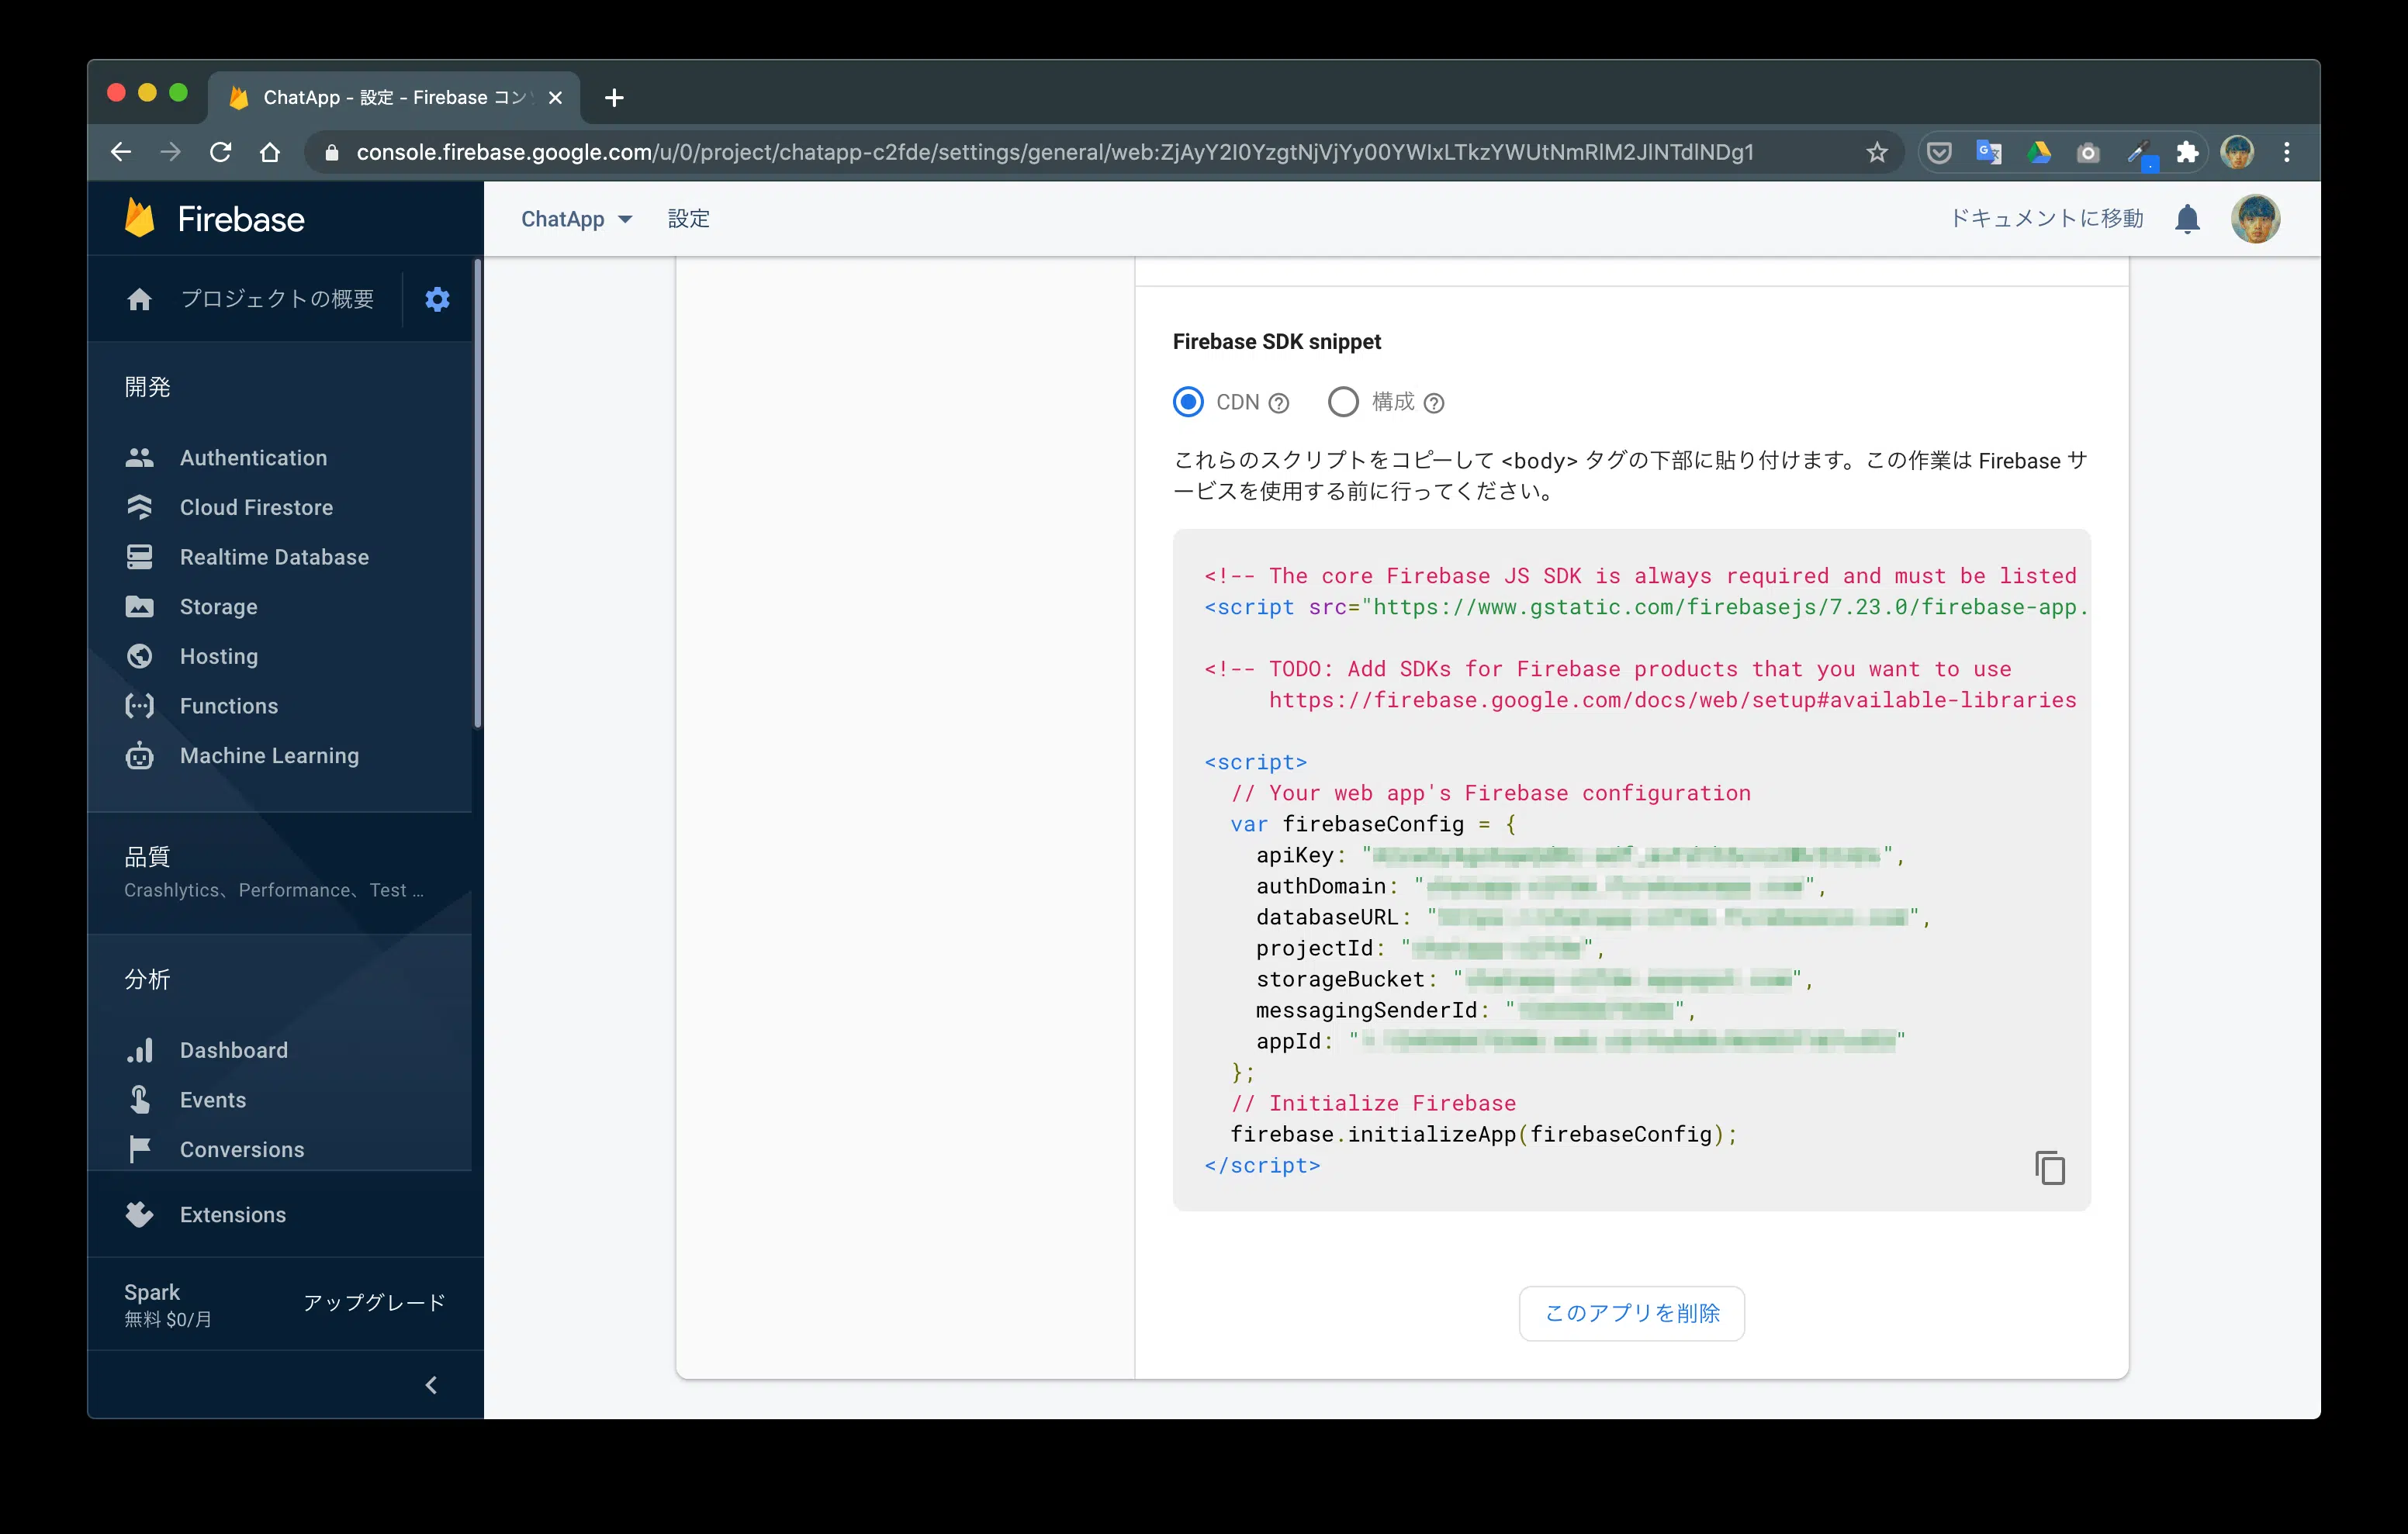 ChatApp - 設定 - Firebase コン
console.firebase.google.com/u/0/project/chatapp-c2fde/settings/general/web:ZjAyY2I0YzgtNjVjYy00YWIxLTkzYWUtNmRlM2JlNTdlNDg1
Firebase
ChatApp 設定
ドキュメントに移動
プロジェクトの概要
開発
Authentication
Cloud Firestore
Realtime Database
Storage
Hosting
Functions
Machine Learning
品質
Crashlytics、Performance、Test ...
分析
Dashboard
Events
Conversions
Extensions
Spark
無料 $0/月
アップグレード
Firebase SDK snippet
CDN 構成
これらのスクリプトをコピーして <body> タグの下部に貼り付けます。この作業は Firebase サ
ービスを使用する前に行ってください。
<!-- The core Firebase JS SDK is always required and must be listed
<script src="https://www.gstatic.com/firebasejs/7.23.0/firebase-app.
<!-- TODO: Add SDKs for Firebase products that you want to use
https://firebase.google.com/docs/web/setup#available-libraries
<script>
// Your web app's Firebase configuration
var firebaseConfig = {
apiKey: "",
authDomain: "",
databaseURL: "",
projectId: "",
storageBucket: "",
messagingSenderId: "",
appId: ""
};
// Initialize Firebase
firebase.initializeApp(firebaseConfig);
</script>
このアプリを削除